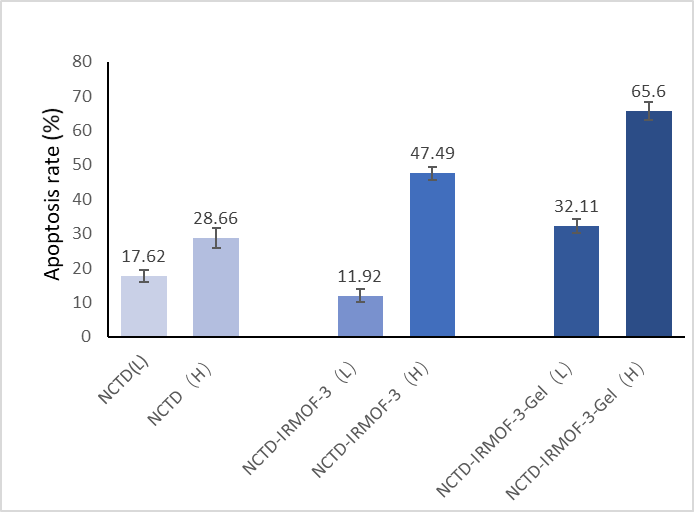 80
70
60
50
40
30
20
10
0
Apoptosis rate (%)
17.62
28.66
11.92
47.49
32.11
65.6
NCTD(L)
NCTD（H）
NCTD-IRMOF-3（L）
NCTD-IRMOF-3（H）
NCTD-IRMOF-3-Gel（L）
NCTD-IRMOF-3-Gel（H）